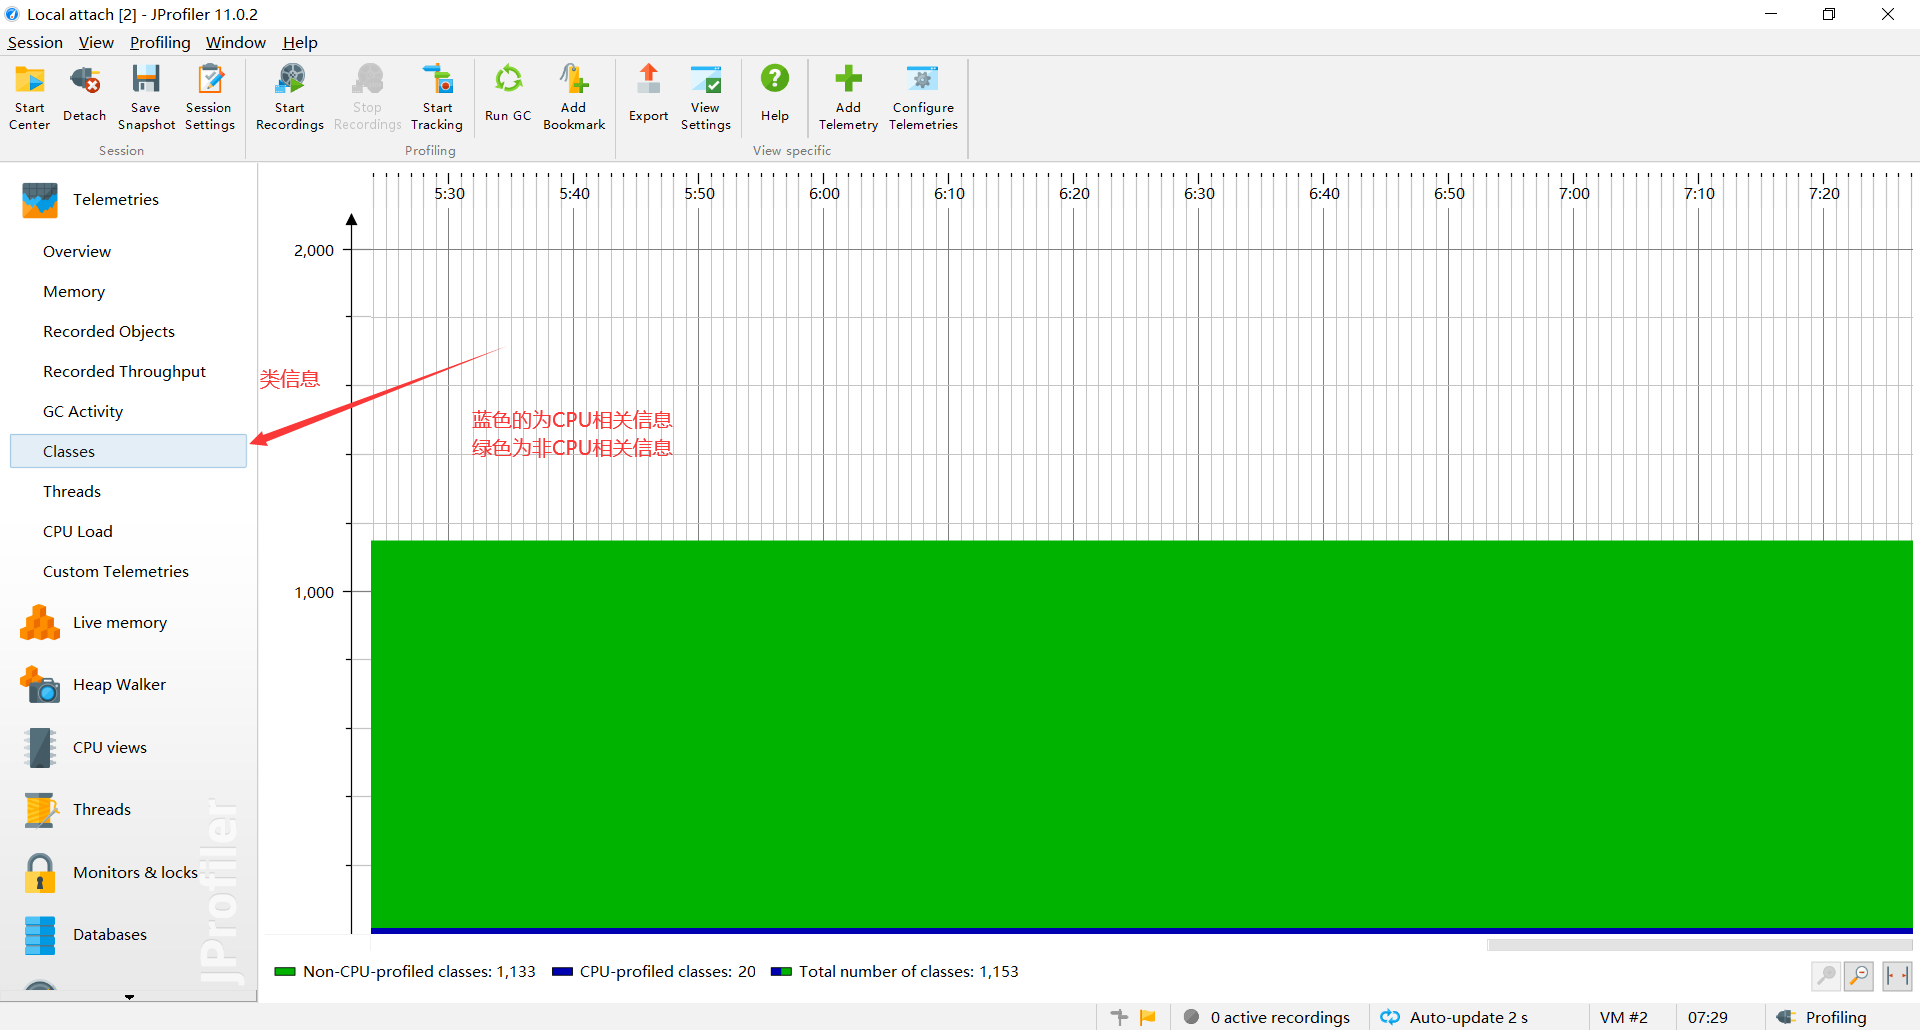 Local attach [2] - JProfiler 11.0.2
Session View Profiling Window Help
Start Center
Detach
Save Snapshot
Session Settings
Start Recordings
Stop Recordings
Start Tracking
Run GC
Add Bookmark
Export
View Settings
Help
Add Telemetry
Configure Telemetries
Session
Profiling
View specific
Telemetries
Overview
Memory
Recorded Objects
Recorded Throughput
GC Activity
Classes
Threads
CPU Load
Custom Telemetries
Live memory
Heap Walker
CPU views
Threads
Monitors & locks
Databases
JProfiler
5:30 5:40 5:50 6:00 6:10 6:20 6:30 6:40 6:50 7:00 7:10 7:20
2,000
类信息
蓝色的为CPU相关信息
绿色为非CPU相关信息
1,000
Non-CPU-profiled classes: 1,133 CPU-profiled classes: 20 Total number of classes: 1,153
0 active recordings Auto-update 2 s VM #2 07:29 Profiling